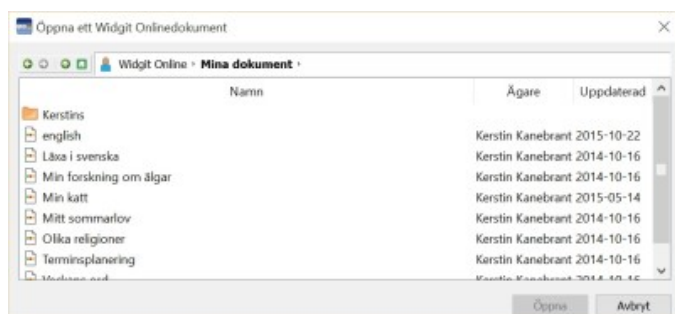 Öppna ett Widgit Onlinedokument
Widgit Online › Mina dokument ›
Namn Ägare Uppdaterad
Kerstins
english Kerstin Kanebrant 2015-10-22
Läxa i svenska Kerstin Kanebrant 2014-10-16
Min forskning om älgar Kerstin Kanebrant 2014-10-16
Min katt Kerstin Kanebrant 2015-05-14
Mitt sommarlov Kerstin Kanebrant 2014-10-16
Olika religioner Kerstin Kanebrant 2014-10-16
Terminsplanering Kerstin Kanebrant 2014-10-16
Öppna Avbryt